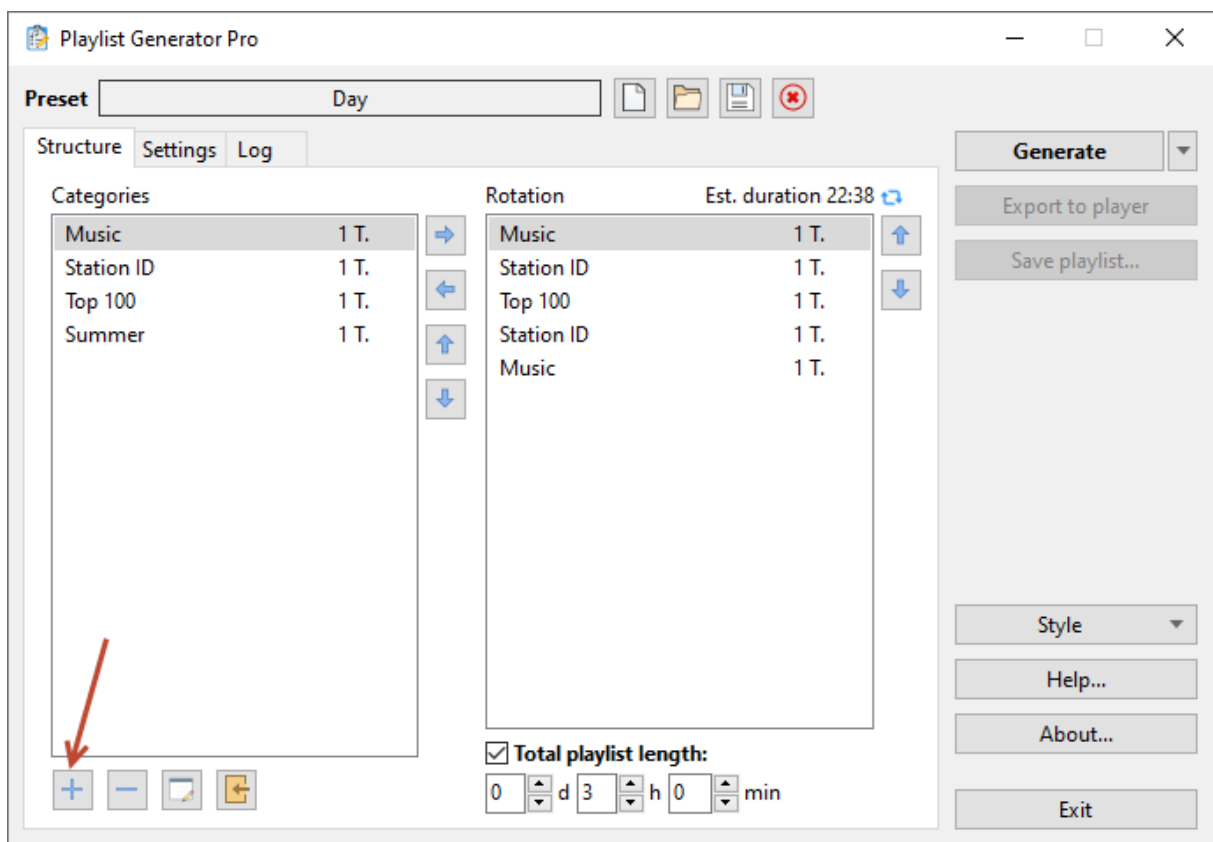 Playlist Generator Pro
Preset Day
Structure Settings Log
Generate
Export to player
Save playlist...
Categories
Music 1 T.
Station ID 1 T.
Top 100 1 T.
Summer 1 T.
Rotation Est. duration 22:38
Music 1 T.
Station ID 1 T.
Top 100 1 T.
Station ID 1 T.
Music 1 T.
Total playlist length:
0 d 3 h 0 min
Style
Help...
About...
Exit